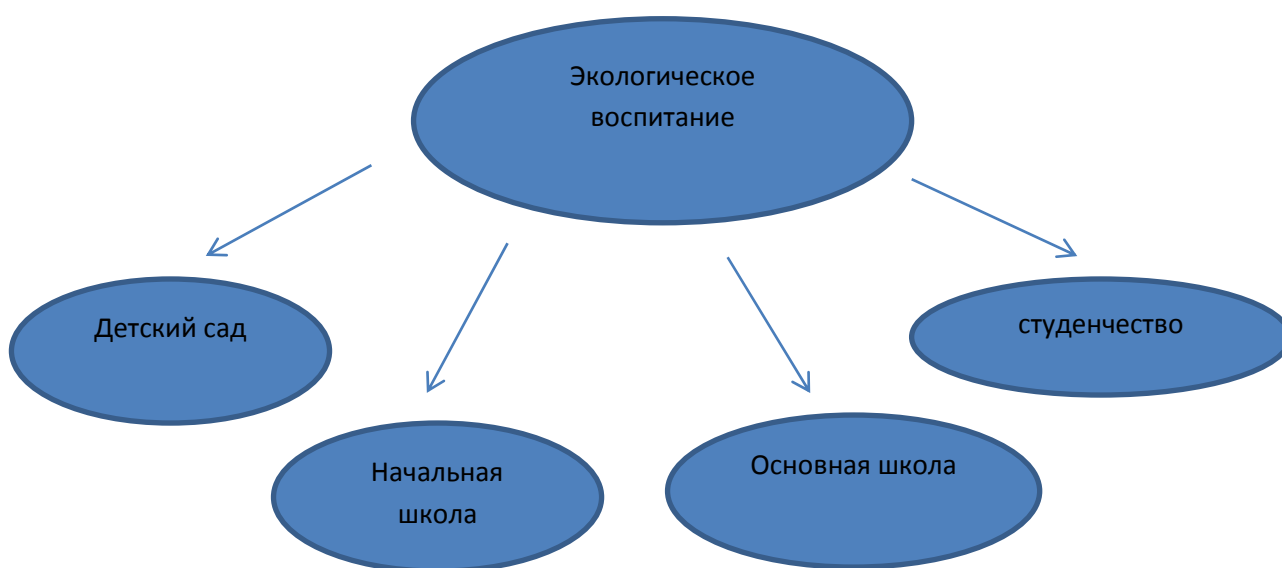 Экологическое
воспитание
Детский сад
студенчество
Начальная
школа
Основная школа